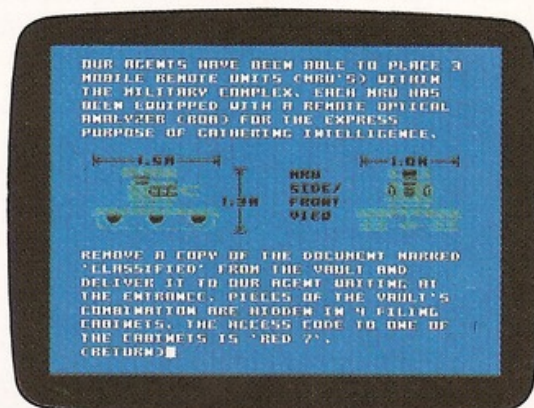 OUR AGENTS HAVE BEEN ABLE TO PLACE 3
MOBILE REMOTE UNITS (MRU'S) WITHIN
THE MILITARY COMPLEX. EACH MRU HAS
BEEN EQUIPPED WITH A REMOTE OPTICAL
ANALYZER (ROA) FOR THE EXPRESS
PURPOSE OF GATHERING INTELLIGENCE.
1.5M
1.0M
MRU
SIDE/
1.3M
FRONT
VIEW
REMOVE A COPY OF THE DOCUMENT MARKED
'CLASSIFIED' FROM THE VAULT AND
DELIVER IT TO OUR AGENT WAITING AT
THE ENTRANCE. PIECES OF THE VAULT'S
COMBINATION ARE HIDDEN IN 4 FILING
CABINETS. THE ACCESS CODE TO ONE OF
THE CABINETS IS 'RED 7'.
(RETURN)